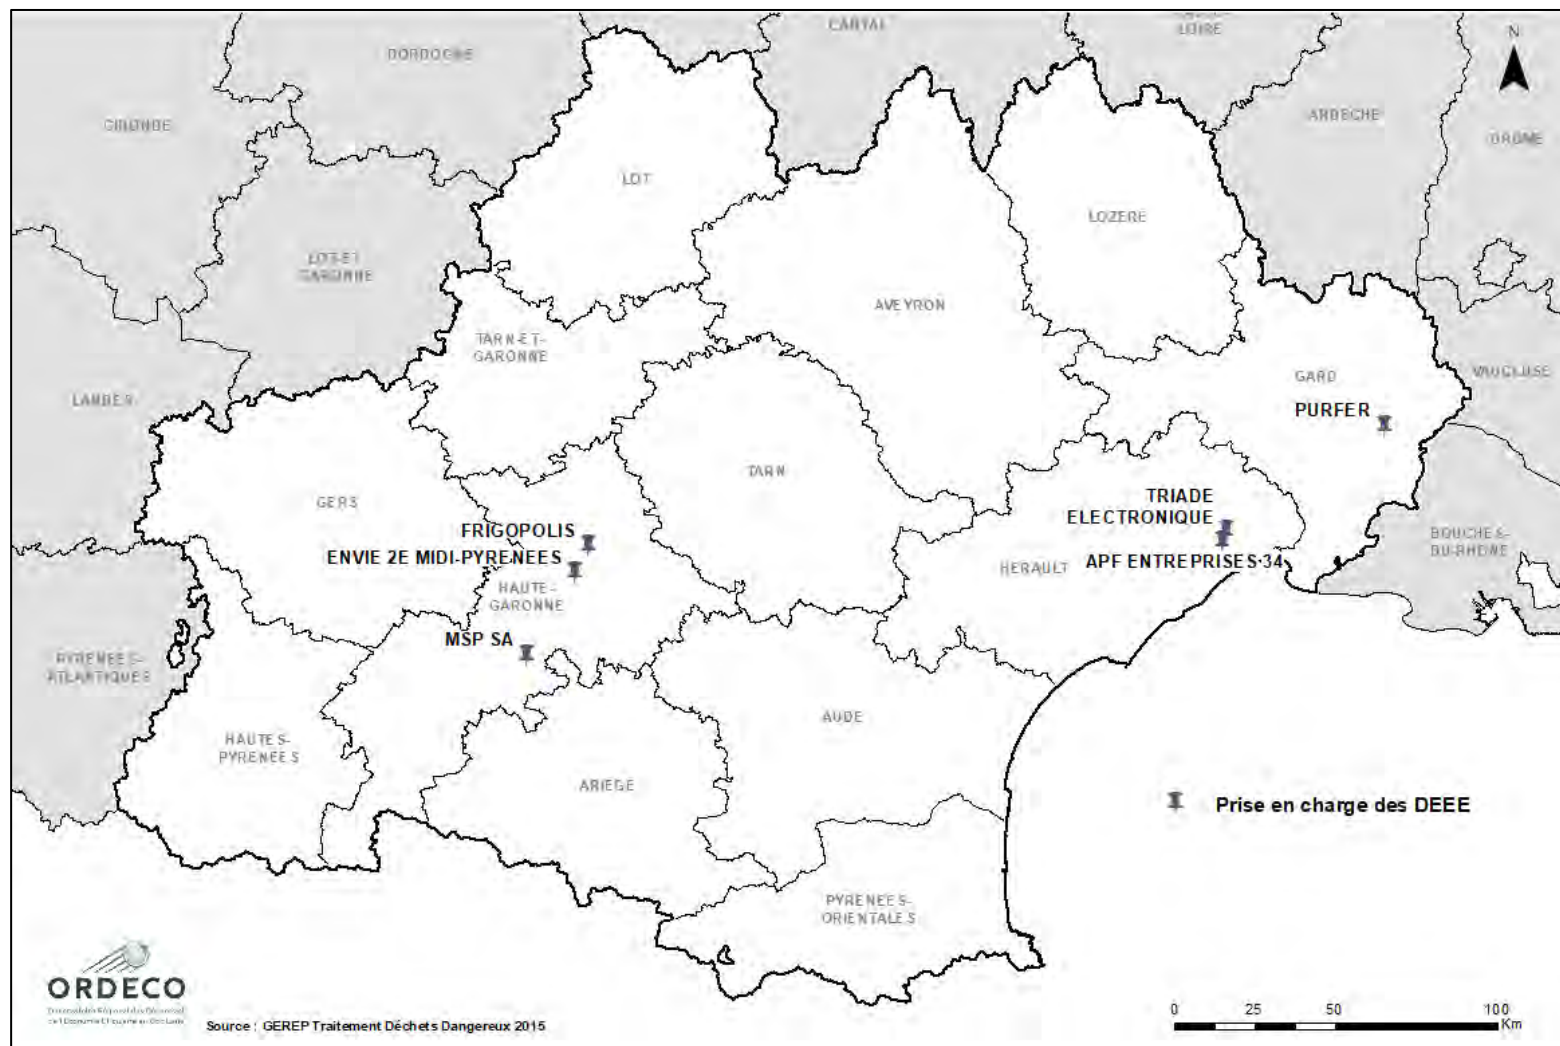 CANTAL
LOIRE
N
DORDOGNE
GIRONDE
ARDECHE
DROME
LOT
LOZERE
LOT-ET-
GARONNE
AVEYRON
TARN-ET-
GARONNE
GARD
VAUCLUSE
LANDES
PURFER
TARN
GERS
TRIADE
ELECTRONIQUE
FRIGOPOLIS
ENVIE 2E MIDI-PYRENEES
BOUCHES-
DU-RHONE
HERAULT
APF ENTREPRISES·34
HAUTE-
GARONNE
MSP SA
PYRENEES-
ATLANTIQUES
AUDE
HAUTES-
PYRENEES
ARIEGE
Prise en charge des DEEE
PYRENEES-
ORIENTALES
ORDECO
Source : GEREP Traitement Déchets Dangereux 2015
0 25 50 100
Km